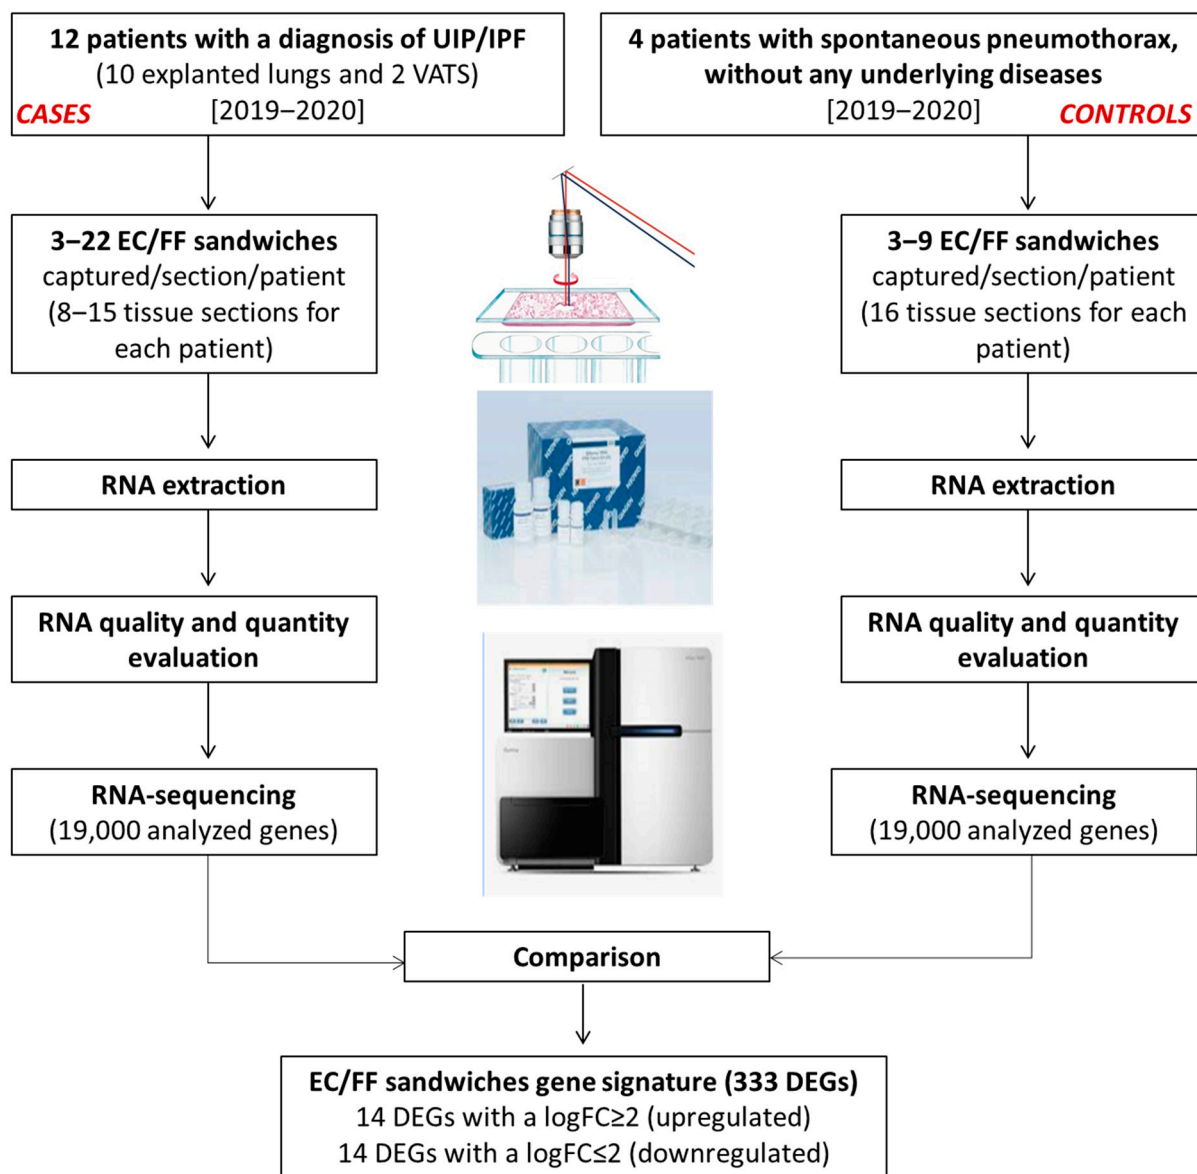 12 patients with a diagnosis of UIP/IPF
(10 explanted lungs and 2 VATS)
CASES [2019–2020]
4 patients with spontaneous pneumothorax,
without any underlying diseases
[2019–2020] CONTROLS
3–22 EC/FF sandwiches
captured/section/patient
(8–15 tissue sections for
each patient)
3–9 EC/FF sandwiches
captured/section/patient
(16 tissue sections for each
patient)
RNA extraction
RNA extraction
QIAGEN
RNA quality and quantity
evaluation
RNA quality and quantity
evaluation
RNA-sequencing
(19,000 analyzed genes)
RNA-sequencing
(19,000 analyzed genes)
Comparison
EC/FF sandwiches gene signature (333 DEGs)
14 DEGs with a logFC≥2 (upregulated)
14 DEGs with a logFC≤2 (downregulated)